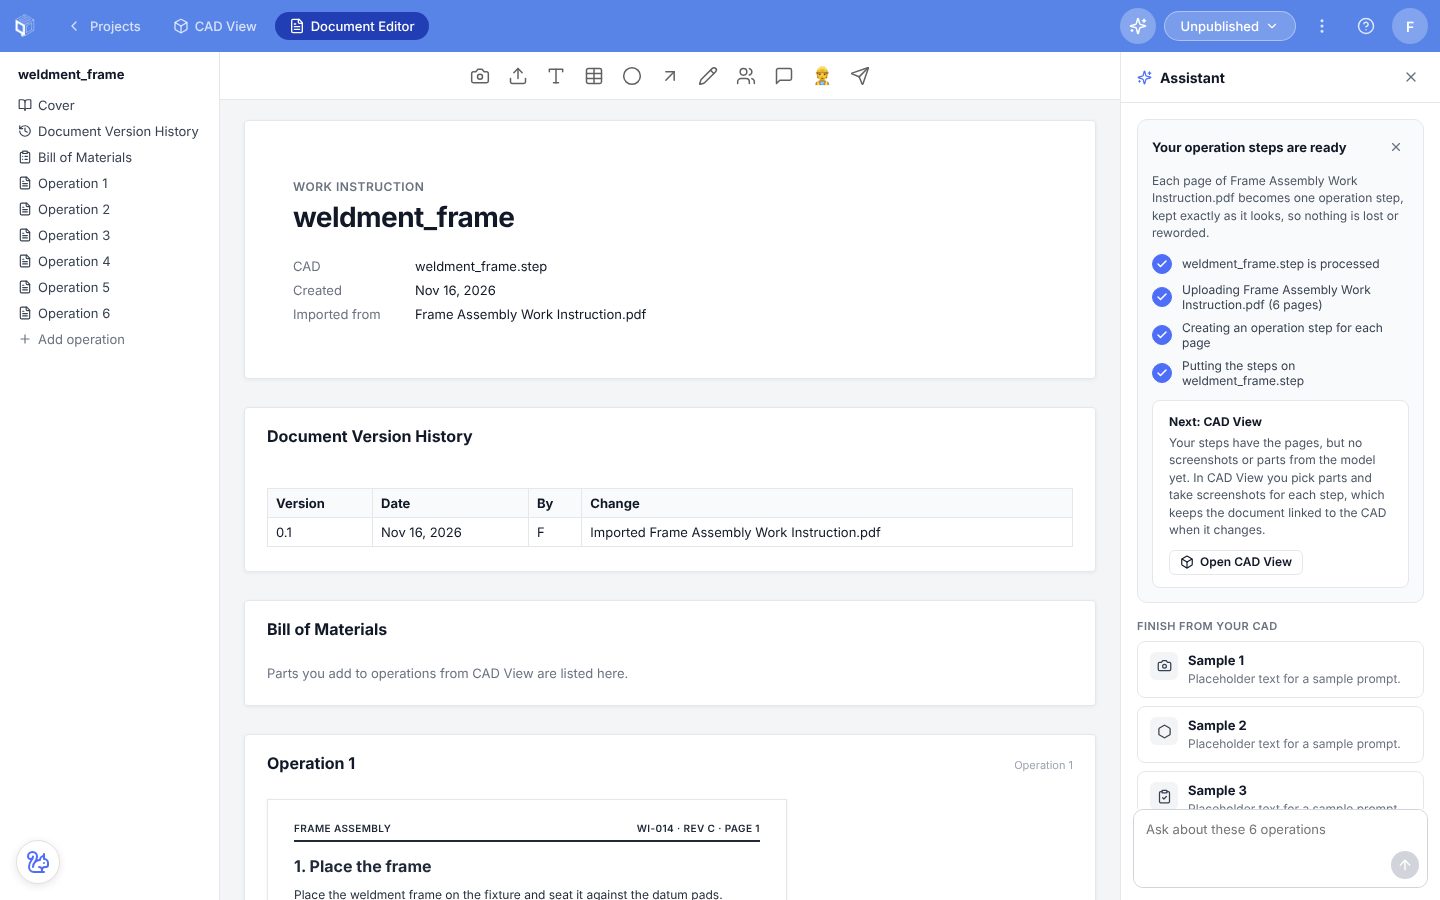 Projects
CAD View
Document Editor
Unpublished
F
weldment_frame
Cover
Document Version History
Bill of Materials
Operation 1
Operation 2
Operation 3
Operation 4
Operation 5
Operation 6
Add operation
WORK INSTRUCTION
weldment_frame
CAD weldment_frame.step
Created Nov 16, 2026
Imported from Frame Assembly Work Instruction.pdf
Document Version History
Version Date By Change
0.1 Nov 16, 2026 F Imported Frame Assembly Work Instruction.pdf
Bill of Materials
Parts you add to operations from CAD View are listed here.
Operation 1
Operation 1
FRAME ASSEMBLY
WI-014 · REV C · PAGE 1
1. Place the frame
Place the weldment frame on the fixture and seat it against the datum pads.
Assistant
Your operation steps are ready
Each page of Frame Assembly Work
Instruction.pdf becomes one operation step,
kept exactly as it looks, so nothing is lost or
reworded.
weldment_frame.step is processed
Uploading Frame Assembly Work
Instruction.pdf (6 pages)
Creating an operation step for each
page
Putting the steps on
weldment_frame.step
Next: CAD View
Your steps have the pages, but no
screenshots or parts from the model
yet. In CAD View you pick parts and
take screenshots for each step, which
keeps the document linked to the CAD
when it changes.
Open CAD View
FINISH FROM YOUR CAD
Sample 1
Placeholder text for a sample prompt.
Sample 2
Placeholder text for a sample prompt.
Sample 3
Placeholder text for a sample prompt.
Ask about these 6 operations